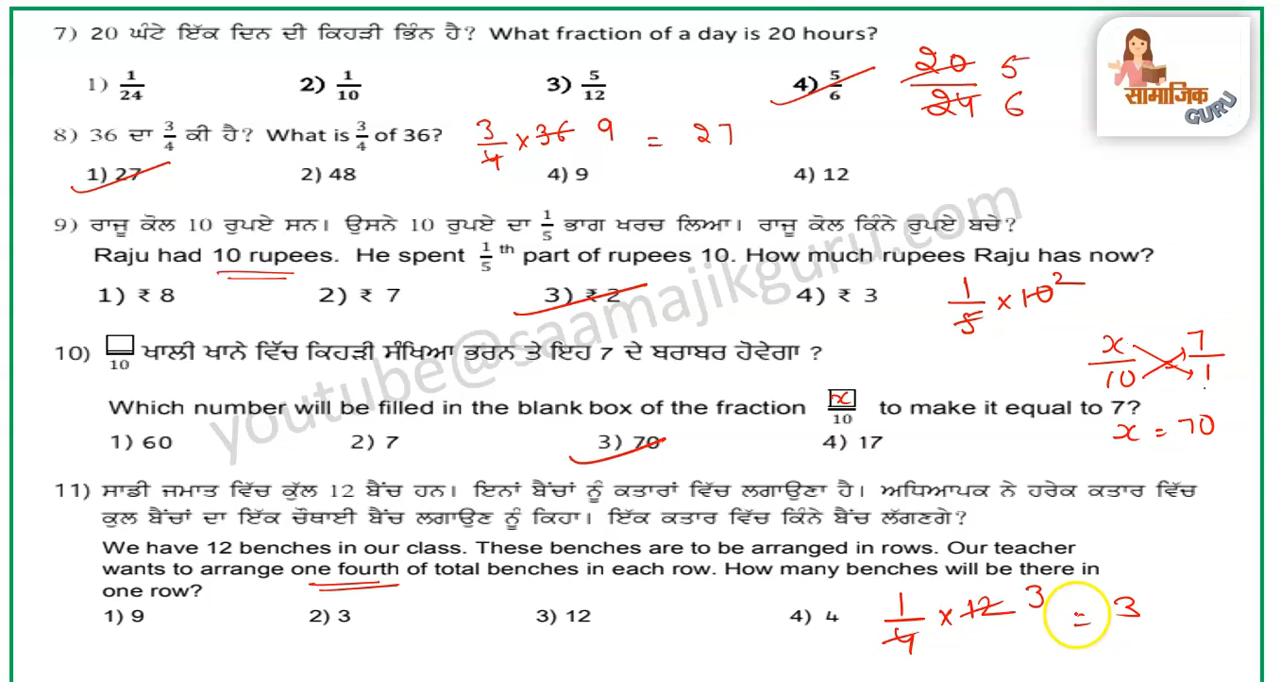 7) 20 ਘੰਟੇ ਇੱਕ ਦਿਨ ਦੀ ਕਿਹੜੀ ਭਿੰਨ ਹੈ? What fraction of a day is 20 hours?
1) 1/24 2) 1/10 3) 5/12 4) 5/6
20/24 5 6
सामाजिक
GURU
8) 36 ਦਾ 3/4 ਕੀ ਹੈ? What is 3/4 of 36?
3/4 × 36 9 = 27
1) 27 2) 48 4) 9 4) 12
9) ਰਾਜੂ ਕੋਲ 10 ਰੁਪਏ ਸਨ। ਉਸਨੇ 10 ਰੁਪਏ ਦਾ 1/5 ਭਾਗ ਖਰਚ ਲਿਆ। ਰਾਜੂ ਕੋਲ ਕਿੰਨੇ ਰੁਪਏ ਬਚੇ?
Raju had 10 rupees. He spent 1/5 th part of rupees 10. How much rupees Raju has now?
1) ₹ 8 2) ₹ 7 3) ₹ 2 4) ₹ 3
1/5 × 10 2
10) □/10 ਖਾਲੀ ਖਾਨੇ ਵਿੱਚ ਕਿਹੜੀ ਸੰਖਿਆ ਭਰਨ ਤੇ ਇਹ 7 ਦੇ ਬਰਾਬਰ ਹੋਵੇਗਾ ?
x/10 7/1
Which number will be filled in the blank box of the fraction x/10 to make it equal to 7?
x = 70
1) 60 2) 7 3) 70 4) 17
11) ਸਾਡੀ ਜਮਾਤ ਵਿੱਚ ਕੁੱਲ 12 ਬੈਂਚ ਹਨ। ਇਨਾਂ ਬੈਂਚਾਂ ਨੂੰ ਕਤਾਰਾਂ ਵਿੱਚ ਲਗਾਉਣਾ ਹੈ। ਅਧਿਆਪਕ ਨੇ ਹਰੇਕ ਕਤਾਰ ਵਿੱਚ
ਕੁਲ ਬੈਂਚਾਂ ਦਾ ਇੱਕ ਚੌਥਾਈ ਬੈਂਚ ਲਗਾਉਣ ਨੂੰ ਕਿਹਾ। ਇੱਕ ਕਤਾਰ ਵਿੱਚ ਕਿੰਨੇ ਬੈਂਚ ਲੱਗਣਗੇ?
We have 12 benches in our class. These benches are to be arranged in rows. Our teacher
wants to arrange one fourth of total benches in each row. How many benches will be there in
one row?
1) 9 2) 3 3) 12 4) 4
1/4 × 12 3 = 3
youtube@saamajikguru.com